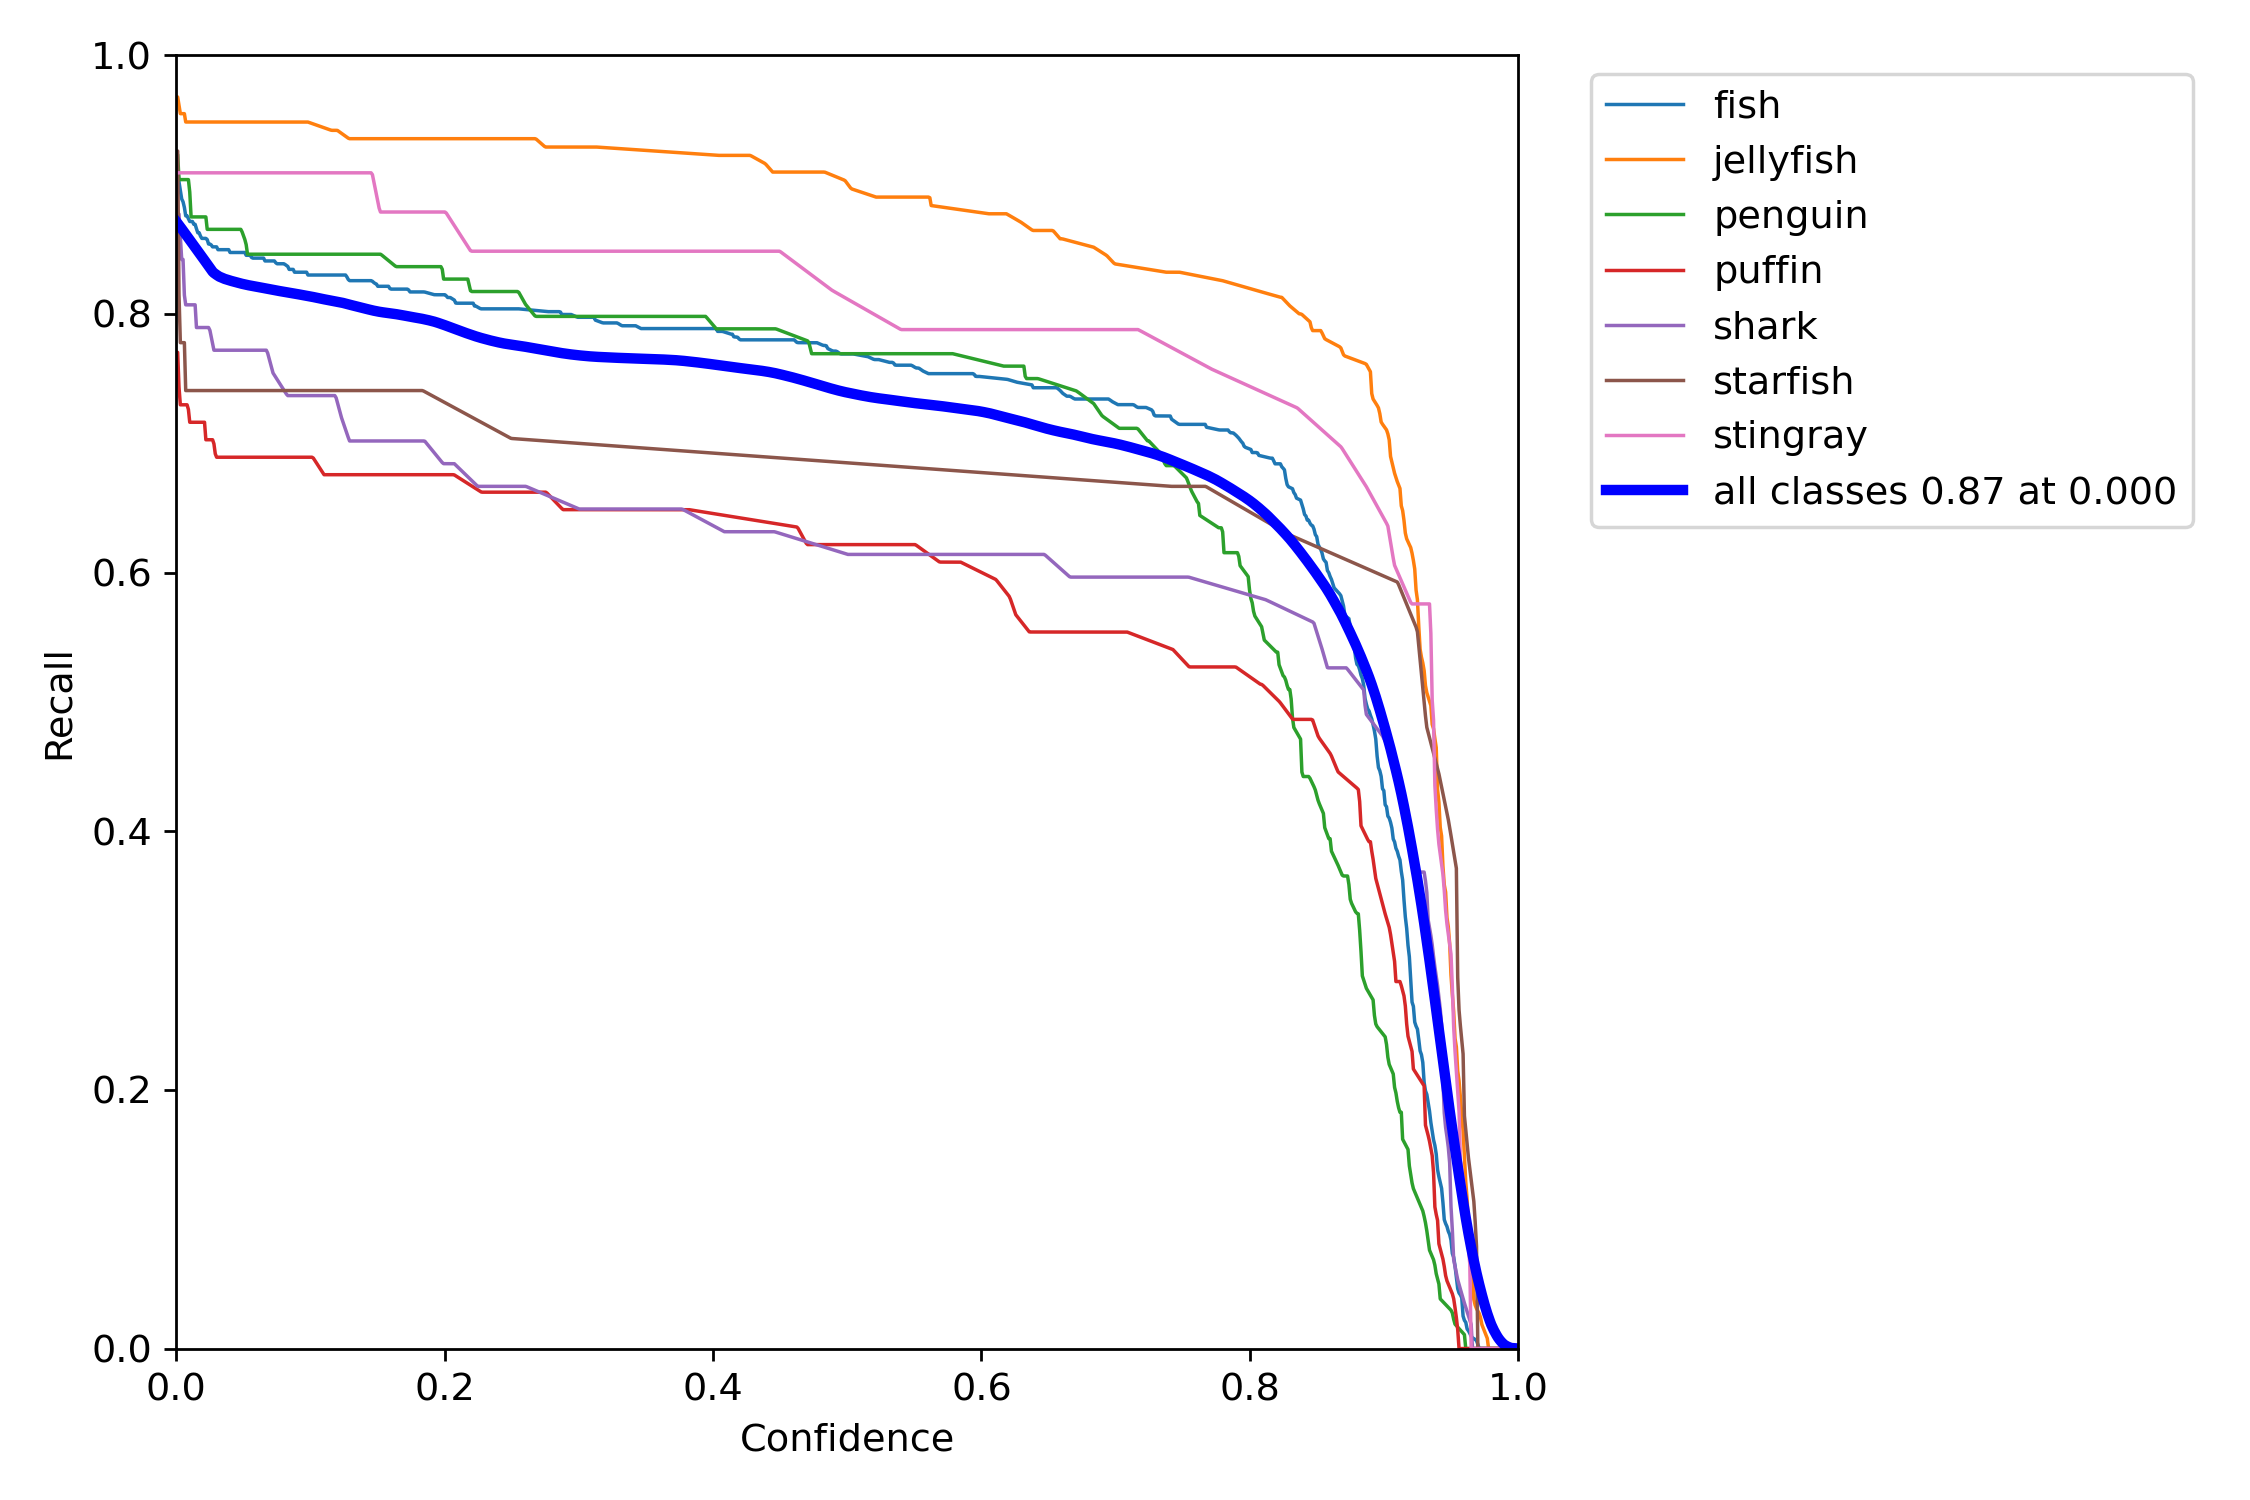 1.0
0.8
0.6
0.4
0.2
0.0
Recall
0.0 0.2 0.4 0.6 0.8 1.0
Confidence
fish
jellyfish
penguin
puffin
shark
starfish
stingray
all classes 0.87 at 0.000